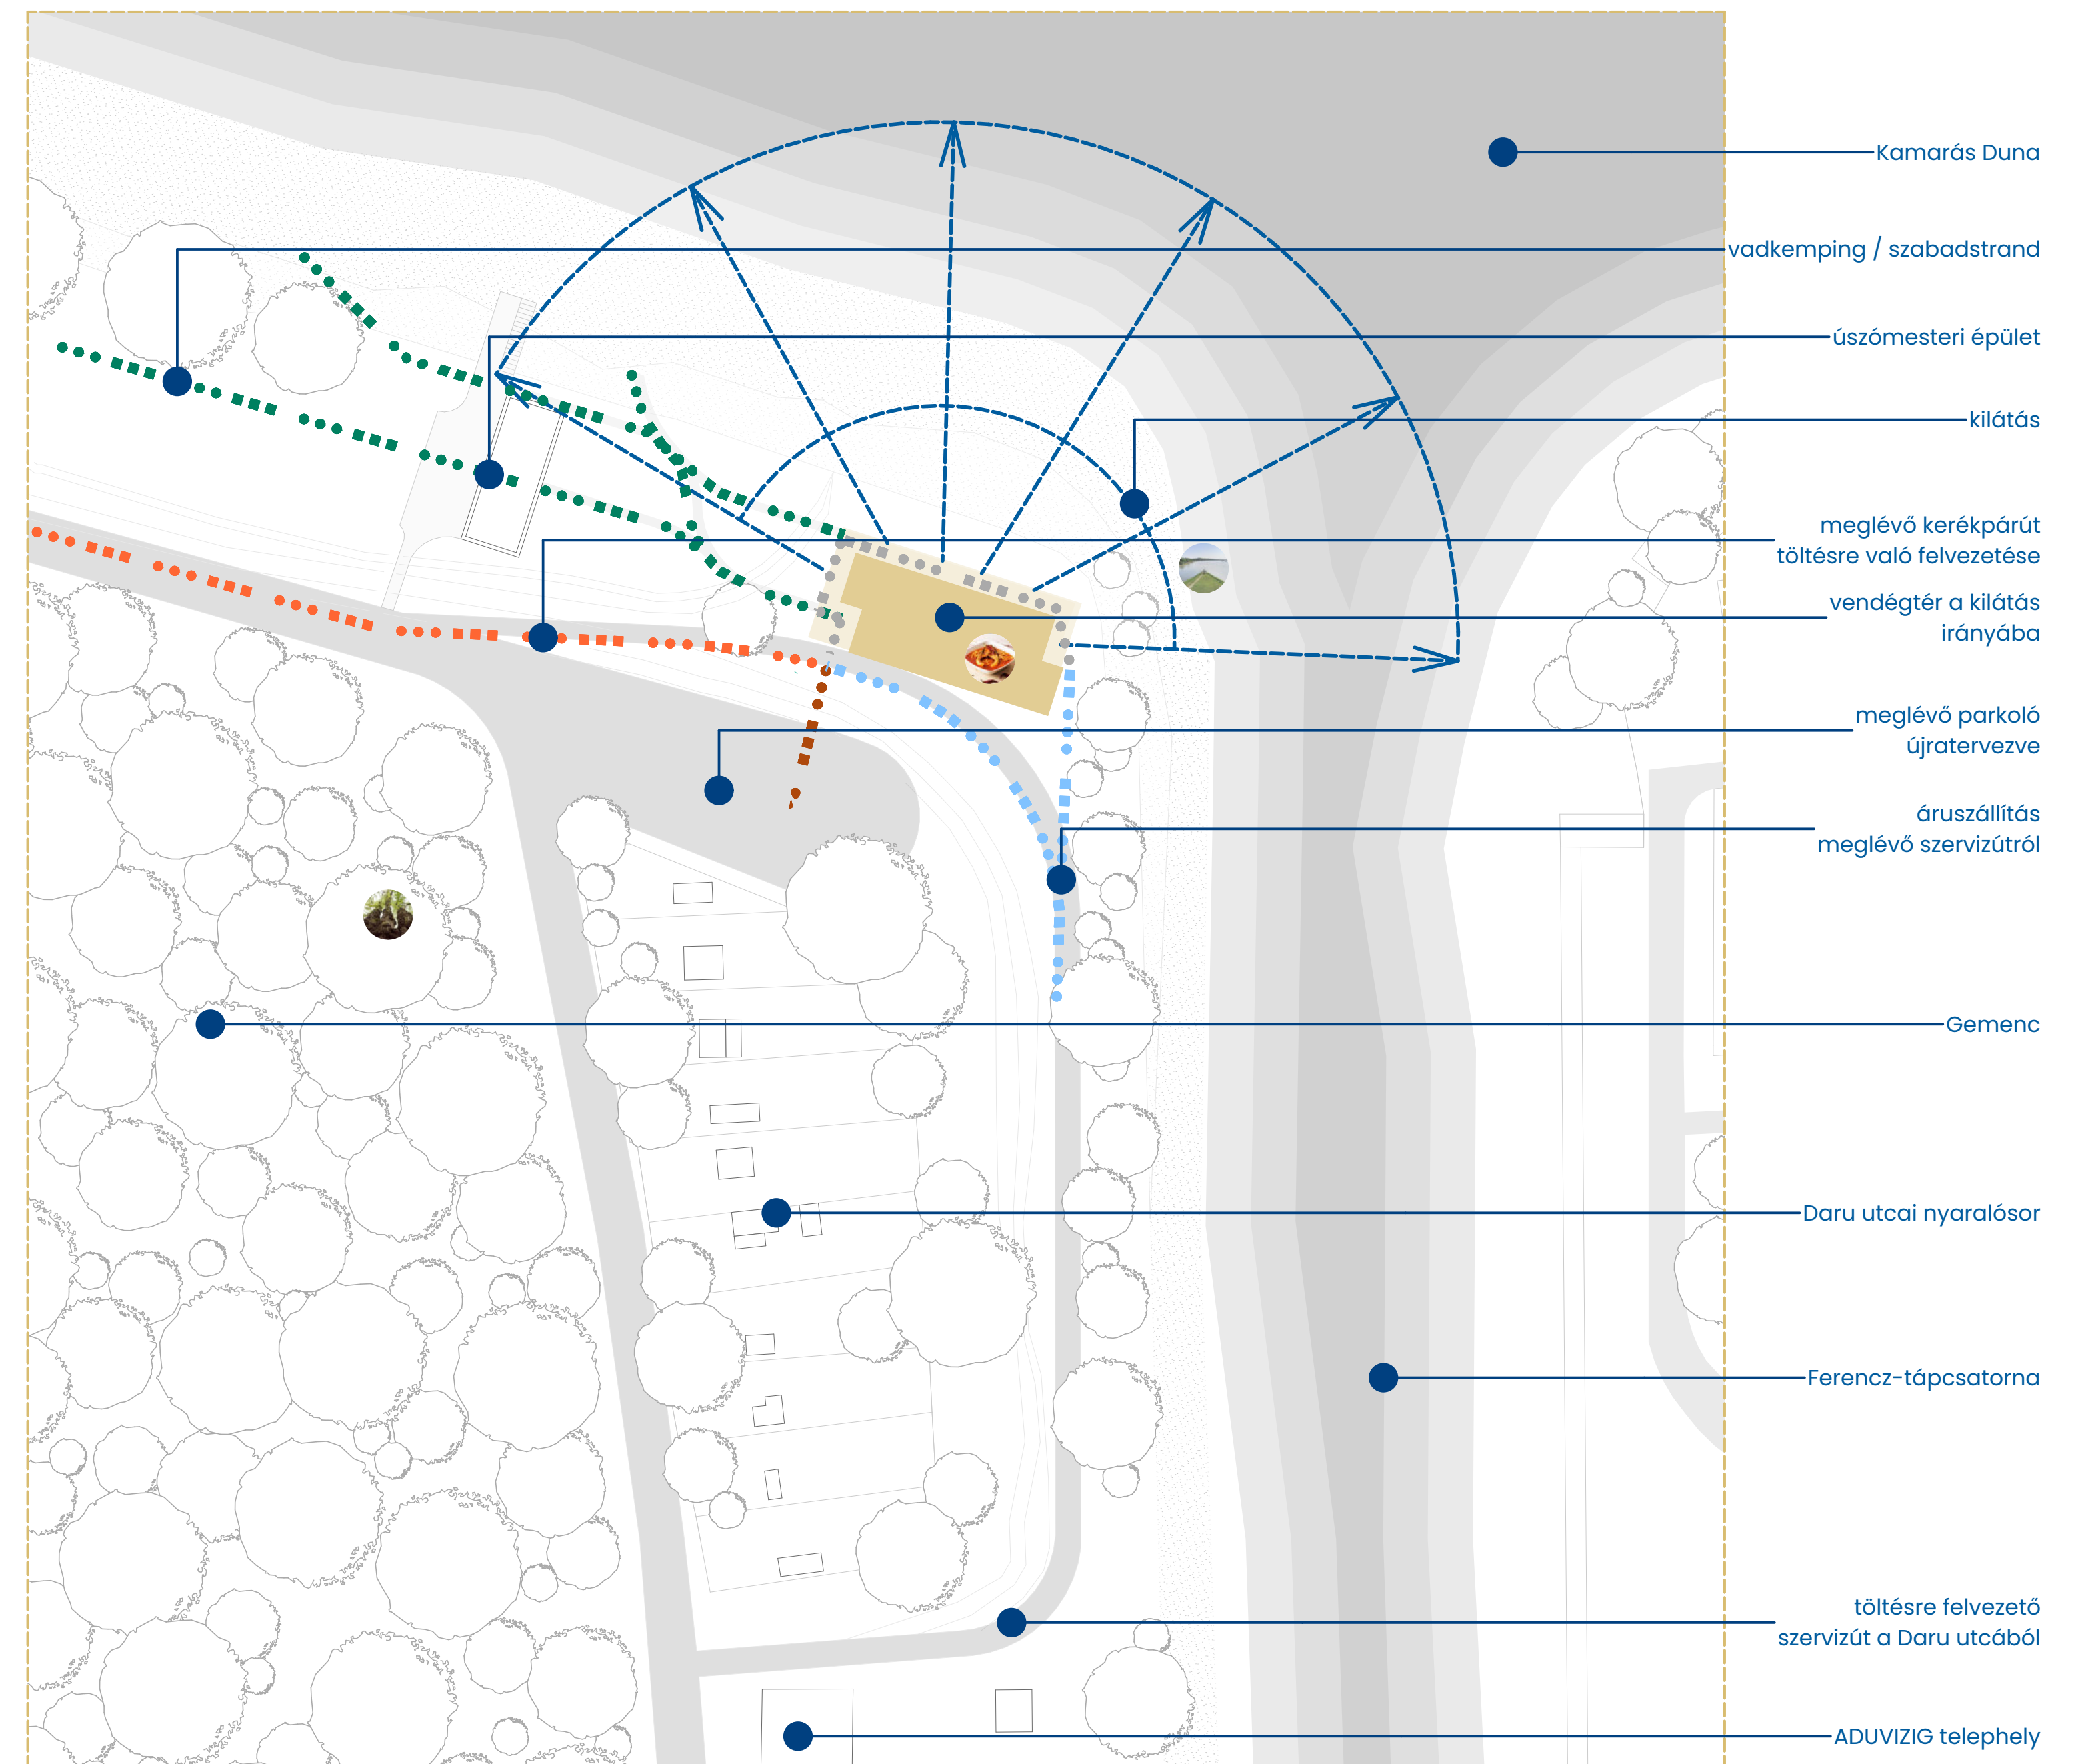 Kamarás Duna
vadkemping / szabadstrand
úszómesteri épület
kilátás
meglévő kerékpárút
töltésre való felvezetése
vendégtér a kilátás
irányába
meglévő parkoló
újratervezve
áruszállítás
meglévő szervizútról
Gemenc
Daru utcai nyaralósor
Ferencz-tápcsatorna
töltésre felvezető
szervizút a Daru utcából
ADUVIZIG telephely